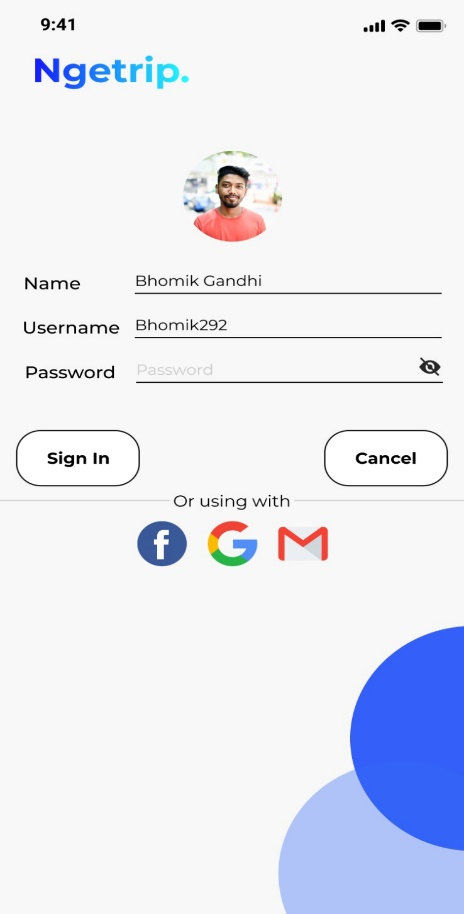 9:41
Ngetrip.
Name Bhomik Gandhi
Username Bhomik292
Password Password
Sign In Cancel
Or using with